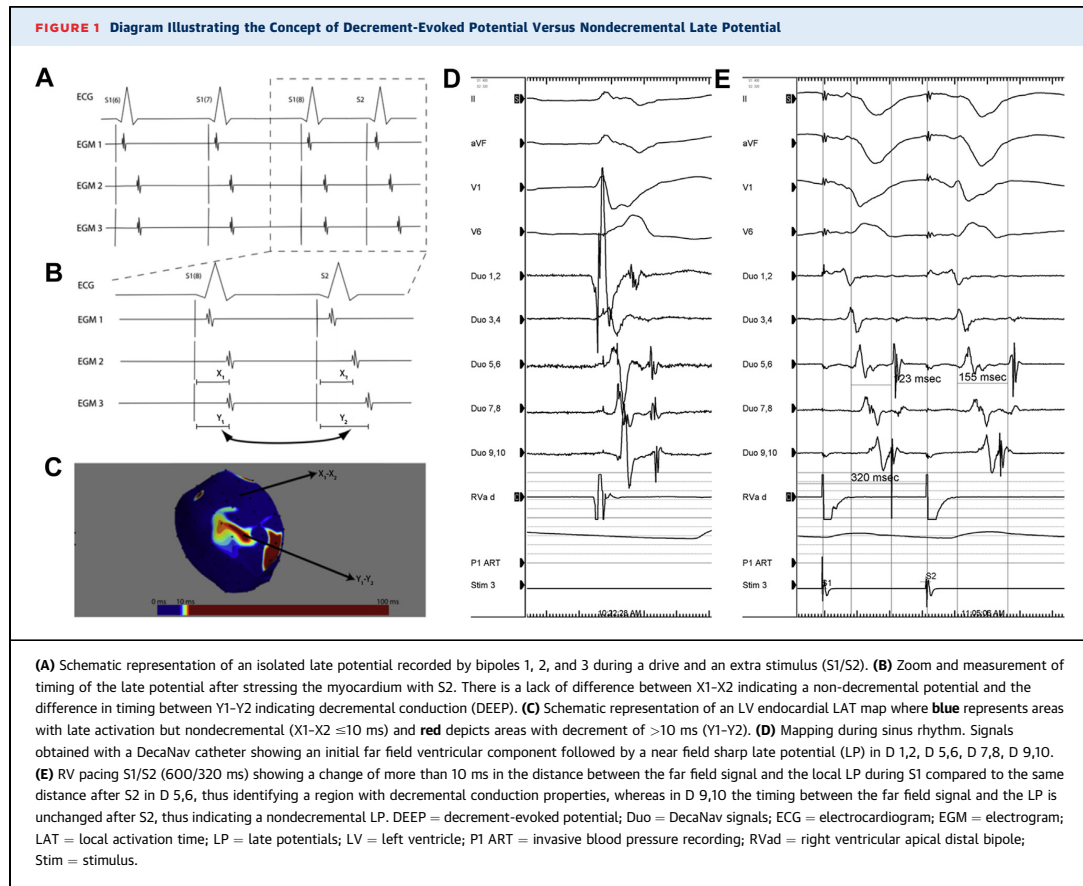 FIGURE 1 Diagram Illustrating the Concept of Decrement-Evoked Potential Versus Nondecremental Late Potential
A
ECG
S1(6)
S1(7)
S1(8)
S2
EGM 1
EGM 2
EGM 3
B
ECG
S1(8)
S2
EGM 1
EGM 2
X1
X2
EGM 3
Y1
Y2
C
X1-X2
Y1-Y2
0 ms
10 ms
100 ms
D
II
aVF
V1
V6
Duo 1,2
Duo 3,4
Duo 5,6
Duo 7,8
Duo 9,10
RVa d
P1 ART
Stim 3
E
II
aVF
V1
V6
Duo 1,2
Duo 3,4
Duo 5,6
123 msec
155 msec
Duo 7,8
Duo 9,10
320 msec
RVa d
P1 ART
Stim 3
S1
S2
11:05:08 AM
(A) Schematic representation of an isolated late potential recorded by bipoles 1, 2, and 3 during a drive and an extra stimulus (S1/S2). (B) Zoom and measurement of
timing of the late potential after stressing the myocardium with S2. There is a lack of difference between X1-X2 indicating a non-decremental potential and the
difference in timing between Y1-Y2 indicating decremental conduction (DEEP). (C) Schematic representation of an LV endocardial LAT map where blue represents areas
with late activation but nondecremental (X1-X2 ≤10 ms) and red depicts areas with decrement of >10 ms (Y1-Y2). (D) Mapping during sinus rhythm. Signals
obtained with a DecaNav catheter showing an initial far field ventricular component followed by a near field sharp late potential (LP) in D 1,2, D 5,6, D 7,8, D 9,10.
(E) RV pacing S1/S2 (600/320 ms) showing a change of more than 10 ms in the distance between the far field signal and the local LP during S1 compared to the same
distance after S2 in D 5,6, thus identifying a region with decremental conduction properties, whereas in D 9,10 the timing between the far field signal and the LP is
unchanged after S2, thus indicating a nondecremental LP. DEEP = decrement-evoked potential; Duo = DecaNav signals; ECG = electrocardiogram; EGM = electrogram;
LAT = local activation time; LP = late potentials; LV = left ventricle; P1 ART = invasive blood pressure recording; RVad = right ventricular apical distal bipole;
Stim = stimulus.